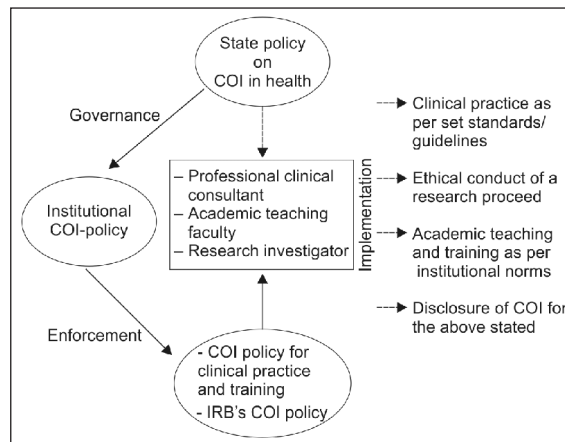 State policy
on
COI in health
Governance
Institutional
COI-policy
– Professional clinical
consultant
– Academic teaching
faculty
– Research investigator
Implementation
Clinical practice as
per set standards/
guidelines
Ethical conduct of a
research proceed
Academic teaching
and training as per
institutional norms
Disclosure of COI for
the above stated
Enforcement
- COI policy for
clinical practice
and training
- IRB's COI policy